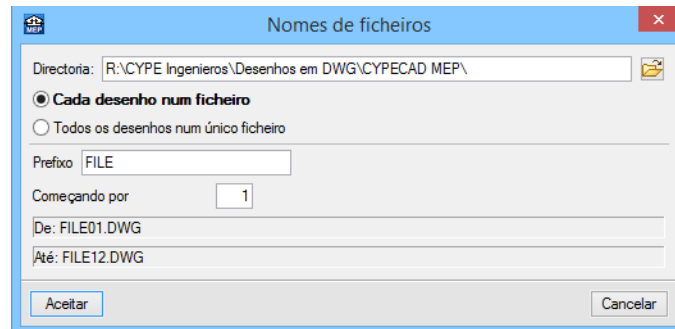 MEP
Nomes de ficheiros
Directoria: R:\CYPE Ingenieros\Desenhos em DWG\CYPECAD MEP\
Cada desenho num ficheiro
Todos os desenhos num único ficheiro
Prefixo FILE
Começando por 1
De: FILE01.DWG
Até: FILE12.DWG
Aceitar Cancelar